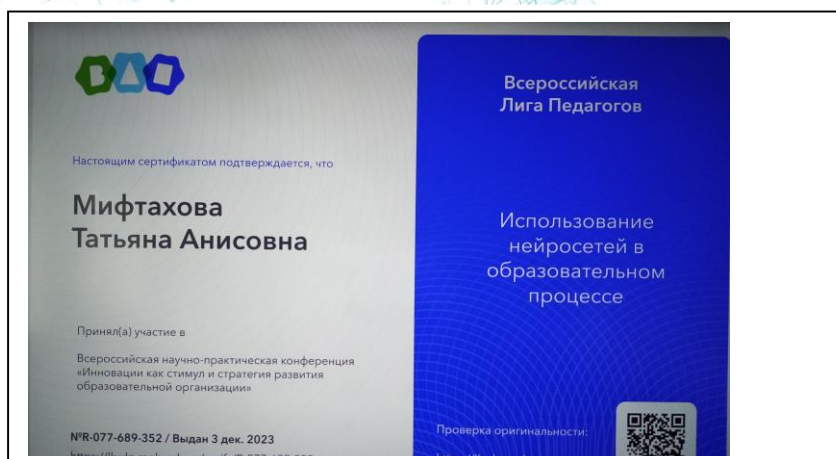 Настоящим сертификатом подтверждается, что
Мифтахова
Татьяна Анисовна
Принял(а) участие в
Всероссийская научно-практическая конференция
«Инновации как стимул и стратегия развития
образовательной организации»
№R-077-689-352 / Выдан 3 дек. 2023
Всероссийская
Лига Педагогов
Использование
нейросетей в
образовательном
процессе
Проверка оригинальности: